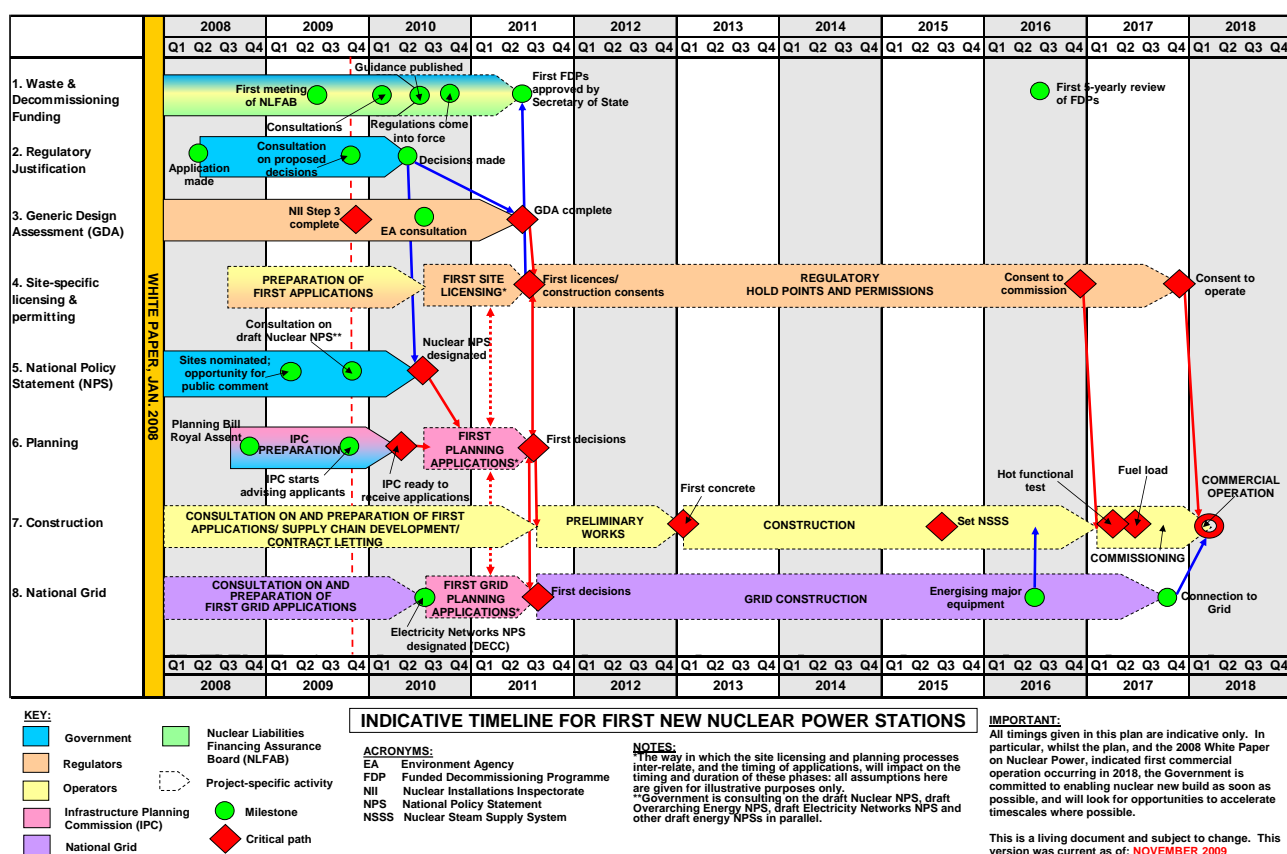 2008 2009 2010 2011 2012 2013 2014 2015 2016 2017 2018
Q1 Q2 Q3 Q4 Q1 Q2 Q3 Q4 Q1 Q2 Q3 Q4 Q1 Q2 Q3 Q4 Q1 Q2 Q3 Q4 Q1 Q2 Q3 Q4 Q1 Q2 Q3 Q4 Q1 Q2 Q3 Q4 Q1 Q2 Q3 Q4 Q1 Q2 Q3 Q4 Q1 Q2 Q3 Q4
WHITE PAPER, JAN. 2008
1. Waste &
Decommissioning
Funding
Guidance published
First meeting
of NLFAB
Consultations
Regulations come
into force
First FDPs
approved by
Secretary of State
First 5-yearly review
of FDPs
2. Regulatory
Justification
Application
made
Consultation
on proposed
decisions
Decisions made
3. Generic Design
Assessment (GDA)
NII Step 3
complete
EA consultation
GDA complete
4. Site-specific
licensing &
permitting
PREPARATION OF
FIRST APPLICATIONS
FIRST SITE
LICENSING*
First licences/
construction consents
REGULATORY
HOLD POINTS AND PERMISSIONS
Consent to
commission
Consent to
operate
5. National Policy
Statement (NPS)
Consultation on
draft Nuclear NPS**
Sites nominated;
opportunity for
public comment
Nuclear NPS
designated
6. Planning
Planning Bill
Royal Assent
IPC
PREPARATION
IPC starts
advising applicants
IPC ready to
receive applications
FIRST
PLANNING
APPLICATIONS*
First decisions
7. Construction
CONSULTATION ON AND PREPARATION OF FIRST
APPLICATIONS/ SUPPLY CHAIN DEVELOPMENT/
CONTRACT LETTING
PRELIMINARY
WORKS
First concrete
CONSTRUCTION
Set NSSS
Hot functional
test
Fuel load
COMMISSIONING
COMMERCIAL
OPERATION
8. National Grid
CONSULTATION ON AND
PREPARATION OF
FIRST GRID APPLICATIONS
Electricity Networks NPS
designated (DECC)
FIRST GRID
PLANNING
APPLICATIONS*
First decisions
GRID CONSTRUCTION
Energising major
equipment
Connection to
Grid
Q1 Q2 Q3 Q4 Q1 Q2 Q3 Q4 Q1 Q2 Q3 Q4 Q1 Q2 Q3 Q4 Q1 Q2 Q3 Q4 Q1 Q2 Q3 Q4 Q1 Q2 Q3 Q4 Q1 Q2 Q3 Q4 Q1 Q2 Q3 Q4 Q1 Q2 Q3 Q4 Q1 Q2 Q3 Q4
2008 2009 2010 2011 2012 2013 2014 2015 2016 2017 2018
KEY:
Government
Regulators
Operators
Infrastructure Planning
Commission (IPC)
National Grid
Nuclear Liabilities
Financing Assurance
Board (NLFAB)
Project-specific activity
Milestone
Critical path
INDICATIVE TIMELINE FOR FIRST NEW NUCLEAR POWER STATIONS
ACRONYMS:
EA Environment Agency
FDP Funded Decommissioning Programme
NII Nuclear Installations Inspectorate
NPS National Policy Statement
NSSS Nuclear Steam Supply System
NOTES:
*The way in which the site licensing and planning processes
inter-relate, and the timing of applications, will impact on the
timing and duration of these phases: all assumptions here
are given for illustrative purposes only.
**Government is consulting on the draft Nuclear NPS, draft
Overarching Energy NPS, draft Electricity Networks NPS and
other draft energy NPSs in parallel.
IMPORTANT:
All timings given in this plan are indicative only. In
particular, whilst the plan, and the 2008 White Paper
on Nuclear Power, indicated first commercial
operation occurring in 2018, the Government is
committed to enabling nuclear new build as soon as
possible, and will look for opportunities to accelerate
timescales where possible.
This is a living document and subject to change. This
version was current as of: NOVEMBER 2009